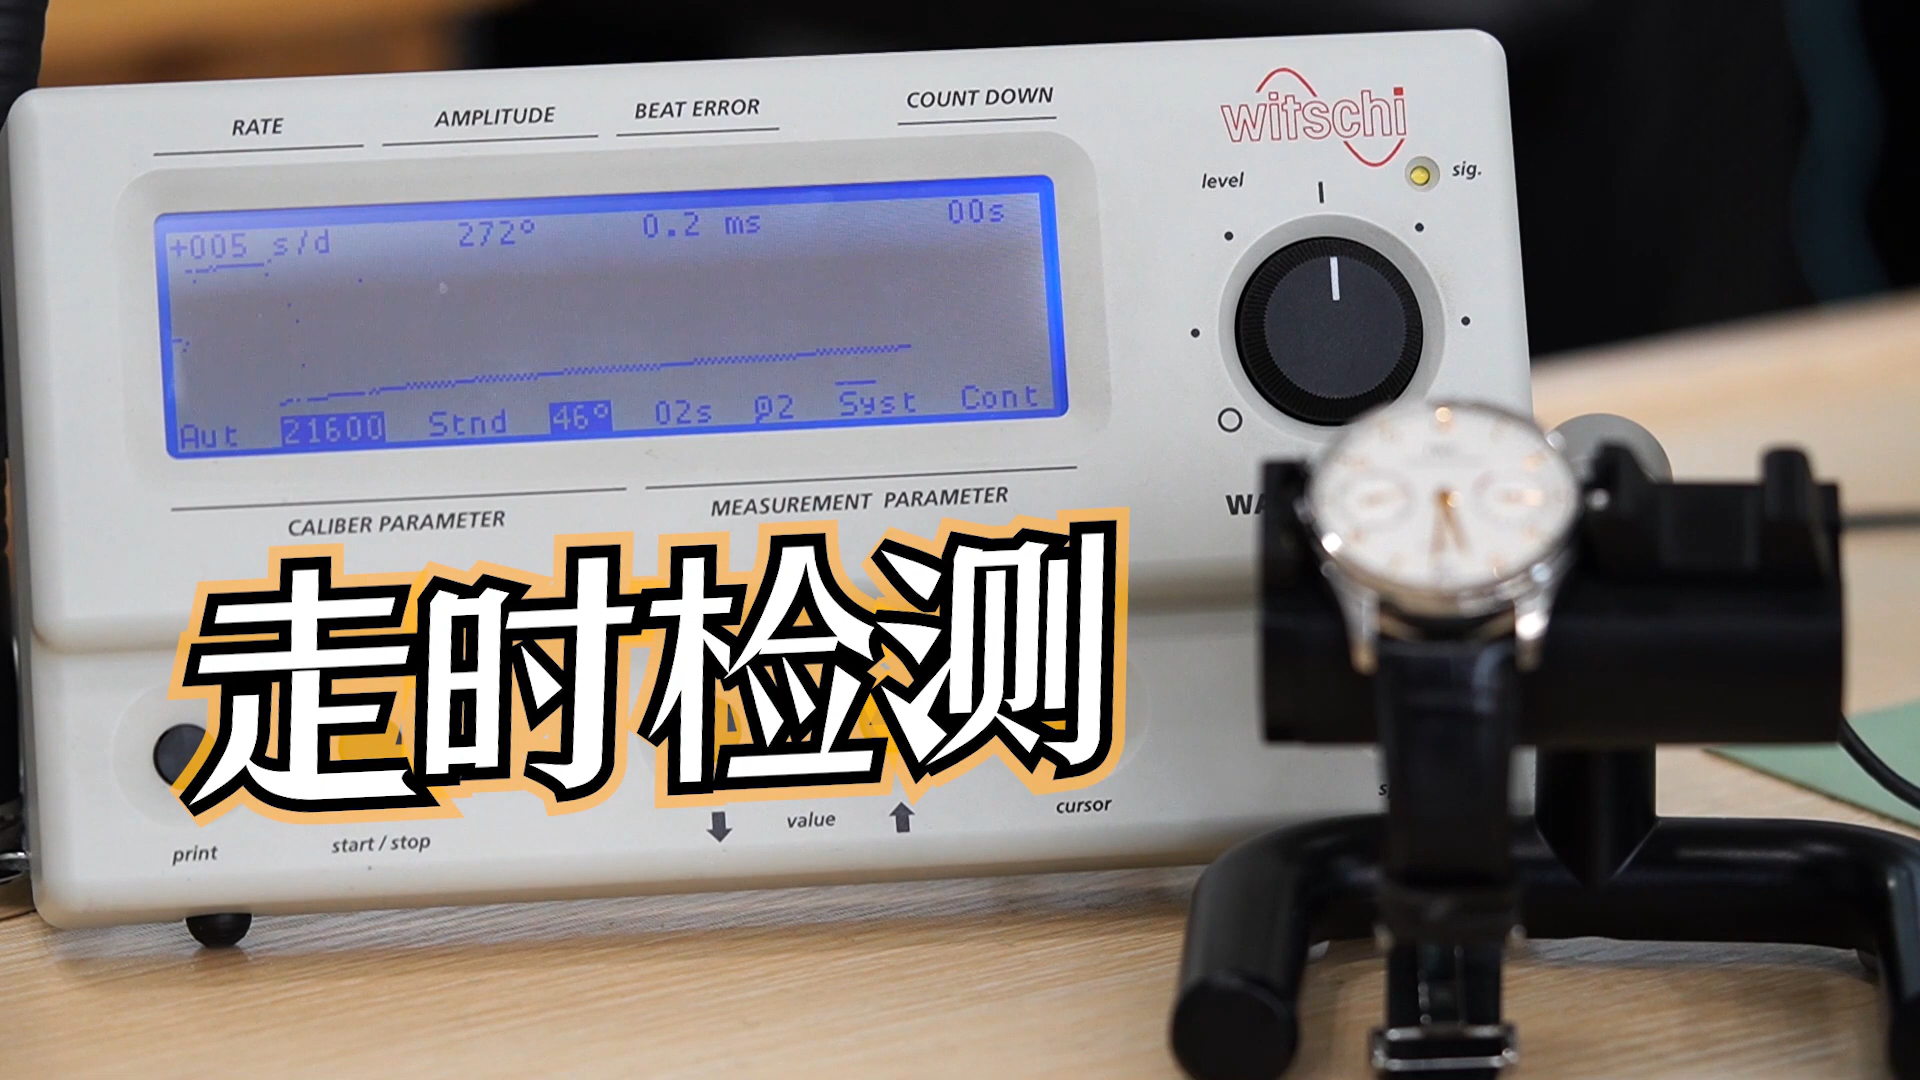 RATE AMPLITUDE BEAT ERROR COUNT DOWN
witschi
level sig.
+005 s/d 272° 0.2 ms 00s
Aut 21600 Stnd 46° 02s φ2 Syst Cont
CALIBER PARAMETER MEASUREMENT PARAMETER
走时检测
print start / stop value cursor